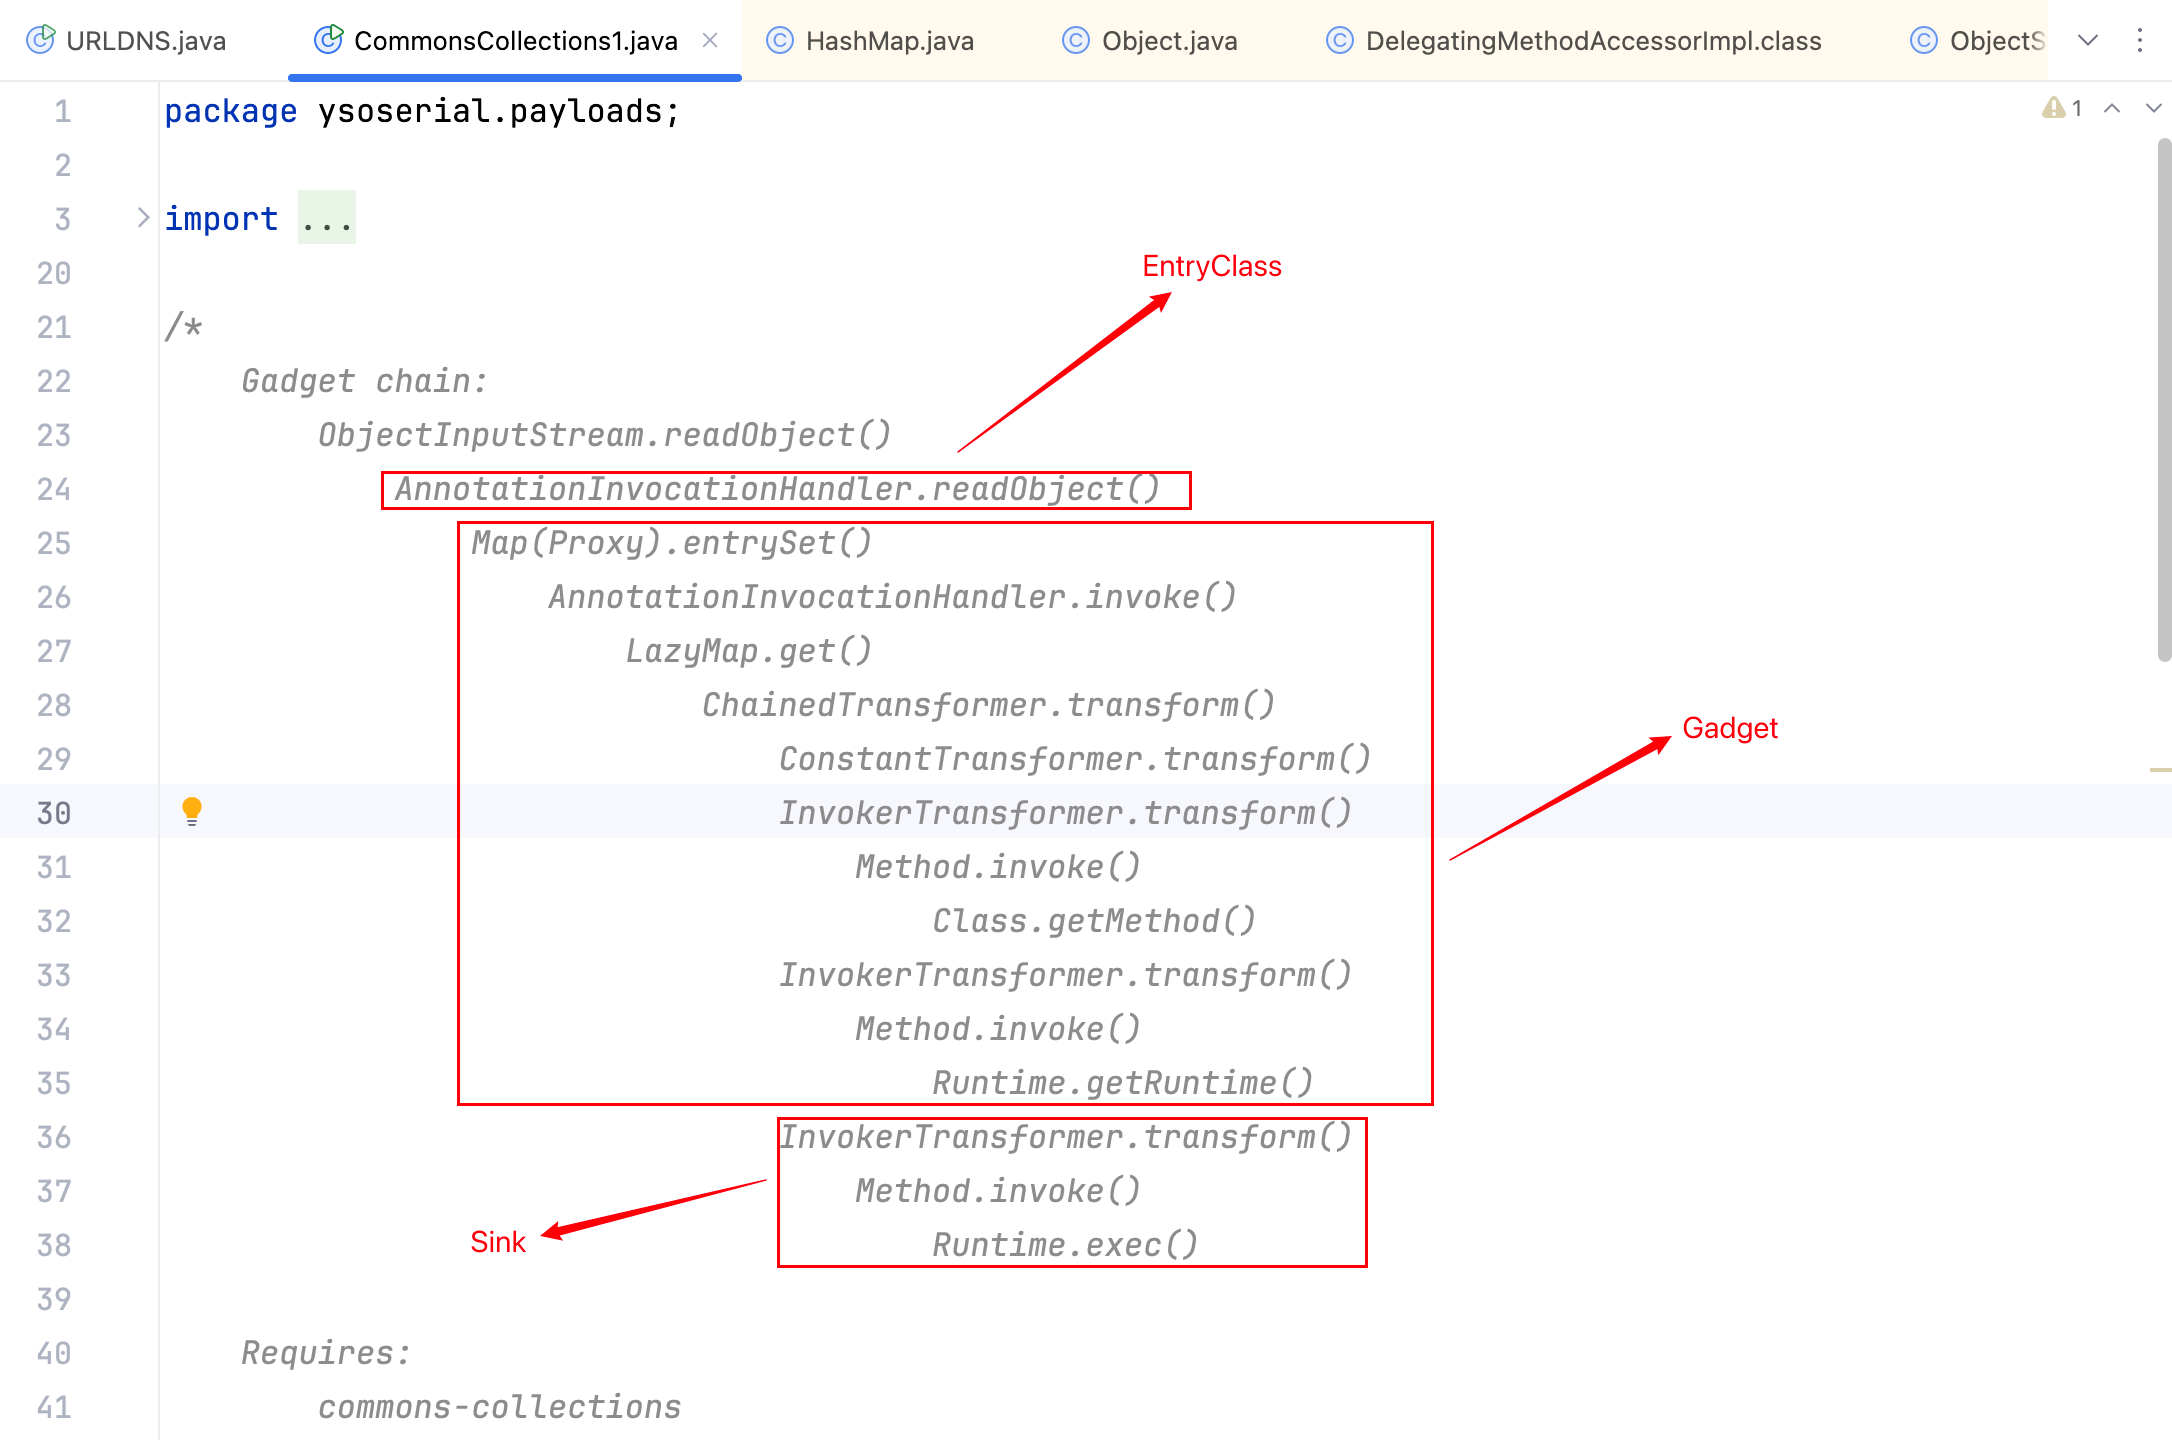 URLDNS.java CommonsCollections1.java HashMap.java Object.java DelegatingMethodAccessorImpl.class ObjectS
1 package ysoserial.payloads; 1
2
3 import ...
20
EntryClass
21 /*
22 Gadget chain:
23 ObjectInputStream.readObject()
24 AnnotationInvocationHandler.readObject()
25 Map(Proxy).entrySet()
26 AnnotationInvocationHandler.invoke()
27 LazyMap.get()
28 ChainedTransformer.transform()
Gadget
29 ConstantTransformer.transform()
30 InvokerTransformer.transform()
31 Method.invoke()
32 Class.getMethod()
33 InvokerTransformer.transform()
34 Method.invoke()
35 Runtime.getRuntime()
36 InvokerTransformer.transform()
37 Method.invoke()
Sink
38 Runtime.exec()
39
40 Requires:
41 commons-collections